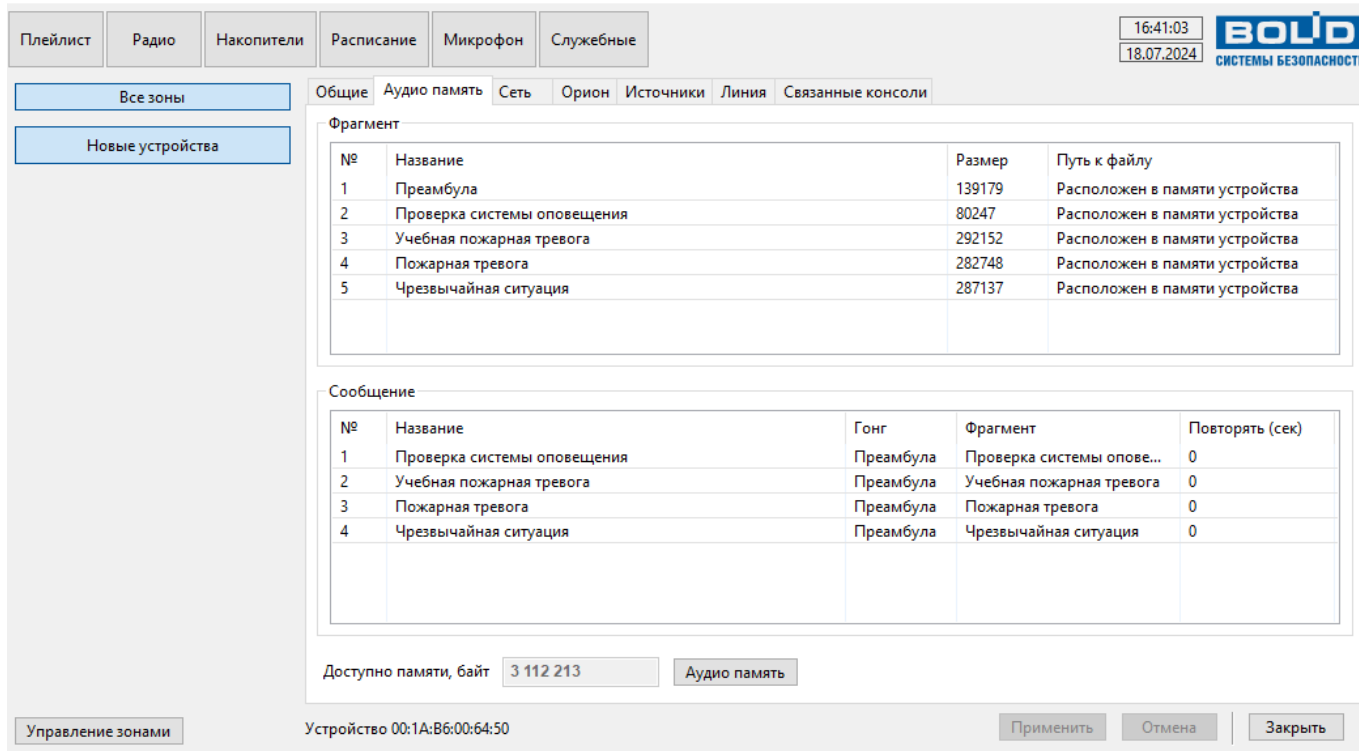 Плейлист Радио Накопители Расписание Микрофон Служебные 16:41:03
18.07.2024
BOLID
СИСТЕМЫ БЕЗОПАСНОСТИ
Все зоны
Новые устройства
Общие Аудио память Сеть Орион Источники Линия Связанные консоли
Фрагмент
№ Название Размер Путь к файлу
1 Преамбула 139179 Расположен в памяти устройства
2 Проверка системы оповещения 80247 Расположен в памяти устройства
3 Учебная пожарная тревога 292152 Расположен в памяти устройства
4 Пожарная тревога 282748 Расположен в памяти устройства
5 Чрезвычайная ситуация 287137 Расположен в памяти устройства
Сообщение
№ Название Гонг Фрагмент Повторять (сек)
1 Проверка системы оповещения Преамбула Проверка системы опове... 0
2 Учебная пожарная тревога Преамбула Учебная пожарная тревога 0
3 Пожарная тревога Преамбула Пожарная тревога 0
4 Чрезвычайная ситуация Преамбула Чрезвычайная ситуация 0
Доступно памяти, байт 3 112 213 Аудио память
Управление зонами Устройство 00:1A:B6:00:64:50 Применить Отмена Закрыть